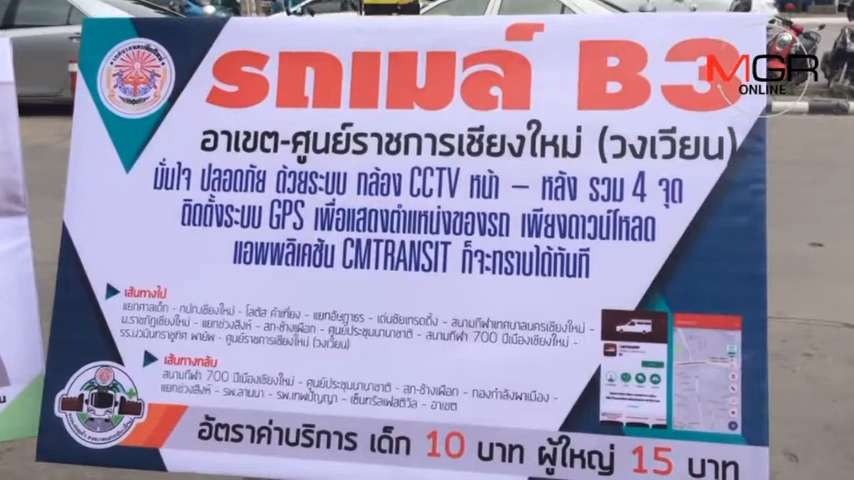 รถเมล์ B3
MGR
ONLINE
อาเขต-ศูนย์ราชการเชียงใหม่ (วงเวียน)
มั่นใจ ปลอดภัย ด้วยระบบ กล้อง CCTV หน้า – หลัง รวม 4 จุด
ติดตั้งระบบ GPS เพื่อแสดงตำแหน่งของรถ เพียงดาวน์โหลด
แอพพลิเคชัน CMTRANSIT ก็จะทราบได้ทันที
เส้นทางไป
แยกศาลเด็ก - กปภ.เชียงใหม่ - โลตัส คำเที่ยง - แยกอัษฎาธร - เด่นชัยเทรดดิ้ง - สนามกีฬาเทศบาลนครเชียงใหม่ -
ม.ราชภัฏเชียงใหม่ - แยกข่วงสิงห์ - สภ.ช้างเผือก - ศูนย์ประชุมนานาชาติ - สนามกีฬา 700 ปีเมืองเชียงใหม่ -
รร.นวมินทราชูทิศ พายัพ - ศูนย์ราชการเชียงใหม่ (วงเวียน)
เส้นทางกลับ
สนามกีฬา 700 ปีเมืองเชียงใหม่ - ศูนย์ประชุมนานาชาติ - สภ.ช้างเผือก - กองกำลังผาเมือง -
แยกข่วงสิงห์ - รพ.ลานนา - รพ.เทพปัญญา - เซ็นทรัลเฟสติวัล - อาเขต
อัตราค่าบริการ เด็ก 10 บาท ผู้ใหญ่ 15 บาท